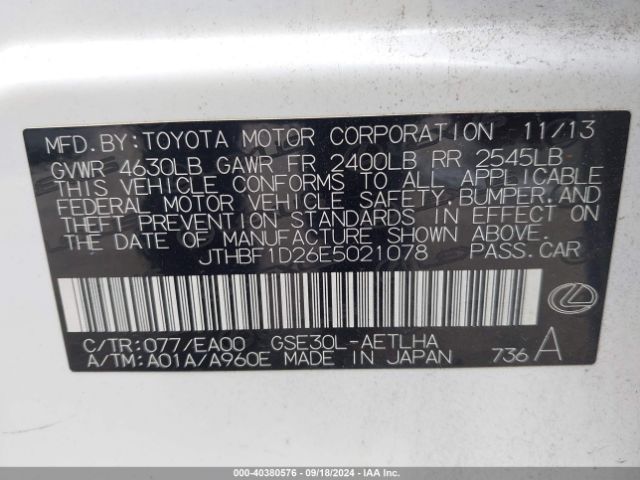 MFD. BY: TOYOTA MOTOR CORPORATION 11/13
GVWR 4630LB GAWR FR 2400LB RR 2545LB
THIS VEHICLE CONFORMS TO ALL APPLICABLE
FEDERAL MOTOR VEHICLE SAFETY, BUMPER, AND
THEFT PREVENTION STANDARDS IN EFFECT ON
THE DATE OF MANUFACTURE SHOWN ABOVE.
JTHBF1D26E5021078 PASS. CAR
C/TR: 077/EA00 GSE30L-AETLHA
A/TM: A01A/A960E MADE IN JAPAN 736 A
000-40380576 - 09/18/2024 - Copart, Inc.